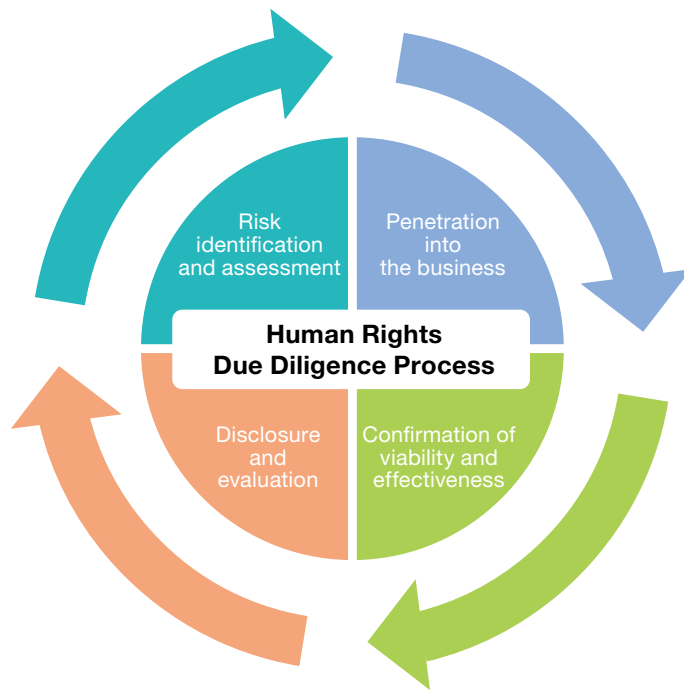 Risk
identification
and assessment
Penetration
into
the business
Human Rights
Due Diligence Process
Disclosure
and
evaluation
Confirmation of
viability and
effectiveness